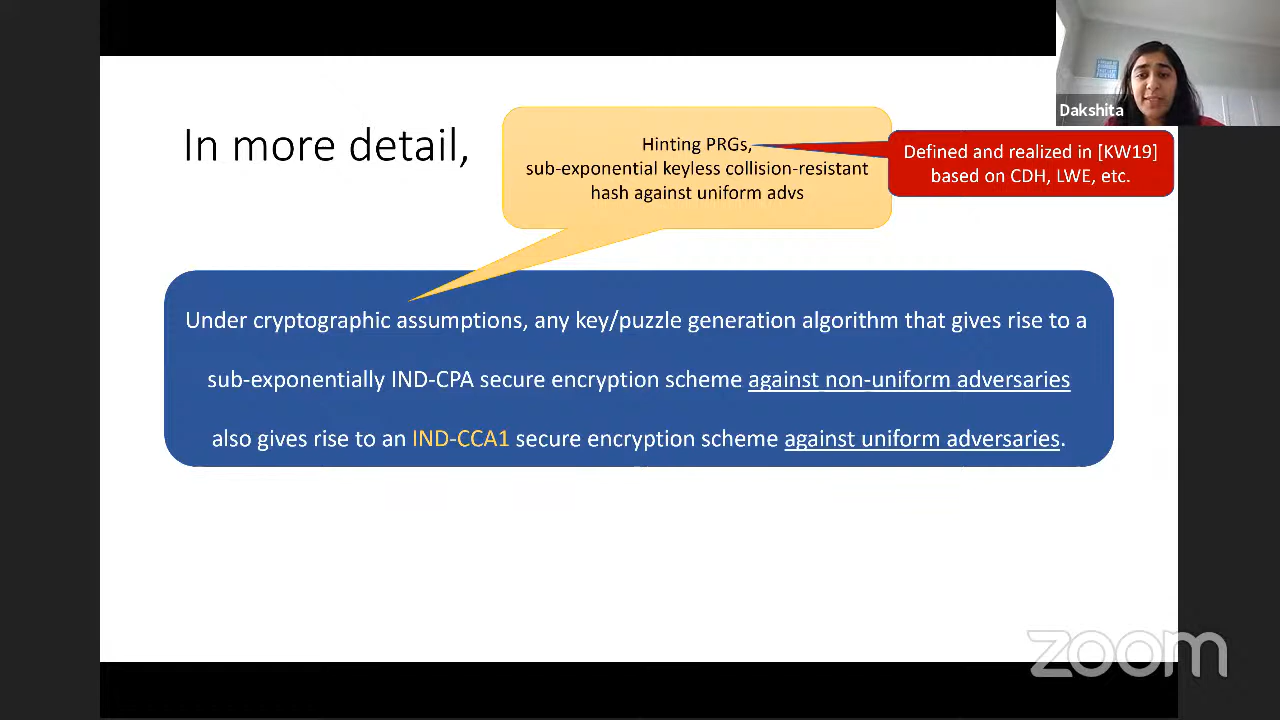 Dakshita
In more detail,
Hinting PRGs,
sub-exponential keyless collision-resistant
hash against uniform advs
Defined and realized in [KW19]
based on CDH, LWE, etc.
Under cryptographic assumptions, any key/puzzle generation algorithm that gives rise to a
sub-exponentially IND-CPA secure encryption scheme against non-uniform adversaries
also gives rise to an IND-CCA1 secure encryption scheme against uniform adversaries.
zoom